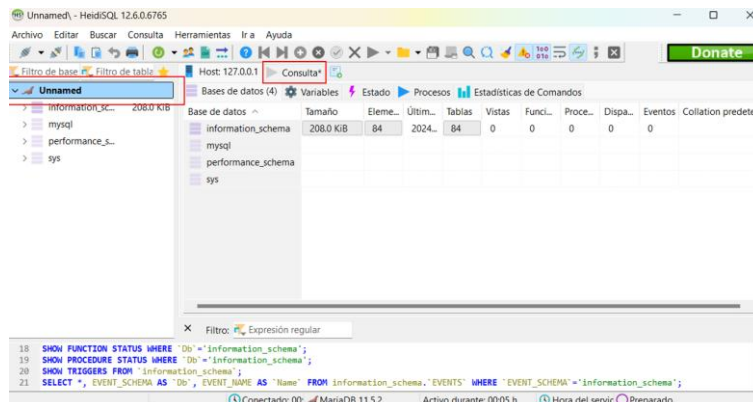 Unnamed\ - HeidiSQL 12.6.0.6765
Archivo Editar Buscar Consulta Herramientas Ir a Ayuda
Donate
Filtro de base Filtro de tabla Host: 127.0.0.1 Consulta*
Unnamed Bases de datos (4) Variables Estado Procesos Estadísticas de Comandos
information_sc... 208.0 KiB
mysql
performance_s...
sys
Base de datos Tamaño Eleme... Últim... Tablas Vistas Funci... Proce... Dispa... Eventos Collation predete
information_schema 208.0 KiB 84 2024... 84 0 0 0 0 0
mysql
performance_schema
sys
Filtro: Expresión regular
18 SHOW FUNCTION STATUS WHERE `Db`='information_schema';
19 SHOW PROCEDURE STATUS WHERE `Db`='information_schema';
20 SHOW TRIGGERS FROM `information_schema`;
21 SELECT *, EVENT_SCHEMA AS `Db`, EVENT_NAME AS `Name` FROM information_schema.`EVENTS` WHERE `EVENT_SCHEMA`='information_schema';
Conectado: 00: MariaDB 11.5.2 Activo durante: 00:05 h Hora del servic Preparado